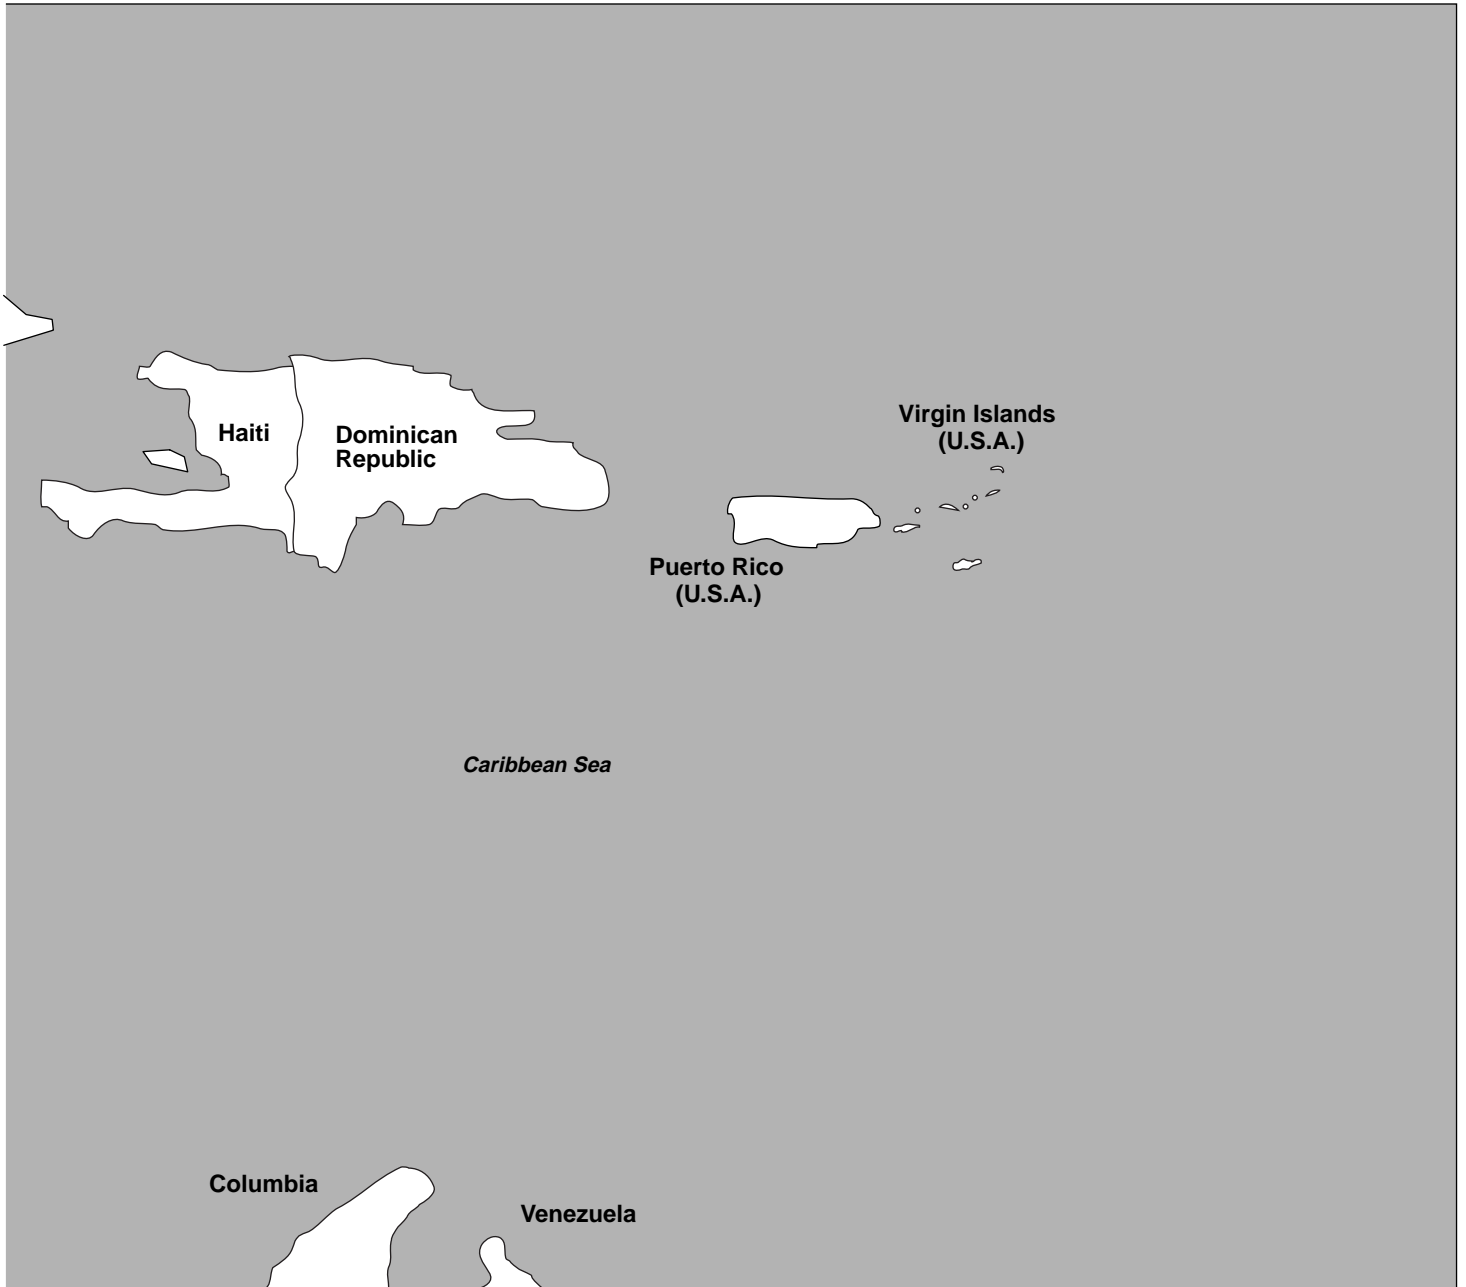 Virgin Islands
(U.S.A.)
Haiti
Dominican
Republic
Puerto Rico
(U.S.A.)
Caribbean Sea
Columbia
Venezuela